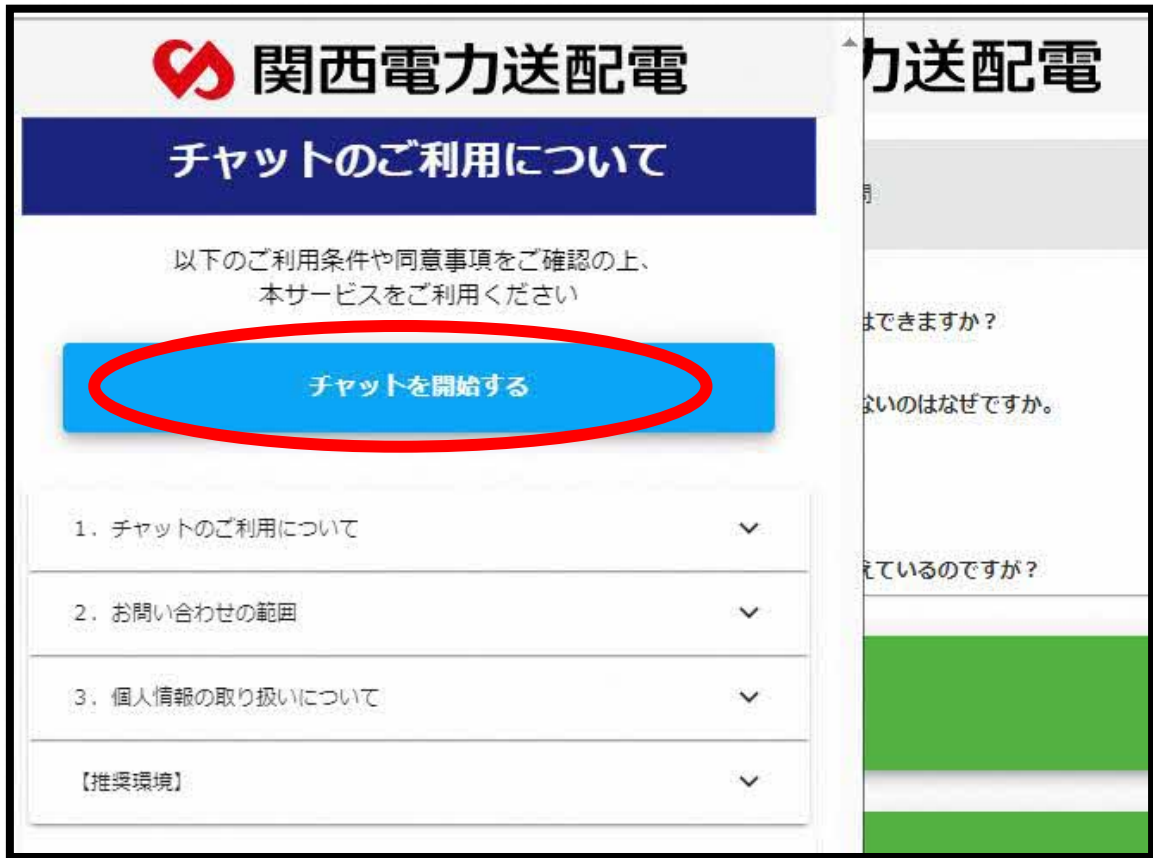 関西電力送配電
チャットのご利用について
以下のご利用条件や同意事項をご確認の上、
本サービスをご利用ください
チャットを開始する
1. チャットのご利用について
2. お問い合わせの範囲
3. 個人情報の取り扱いについて
【推奨環境】
力送配電
はできますか？
ないのはなぜですか。
えているのですが？